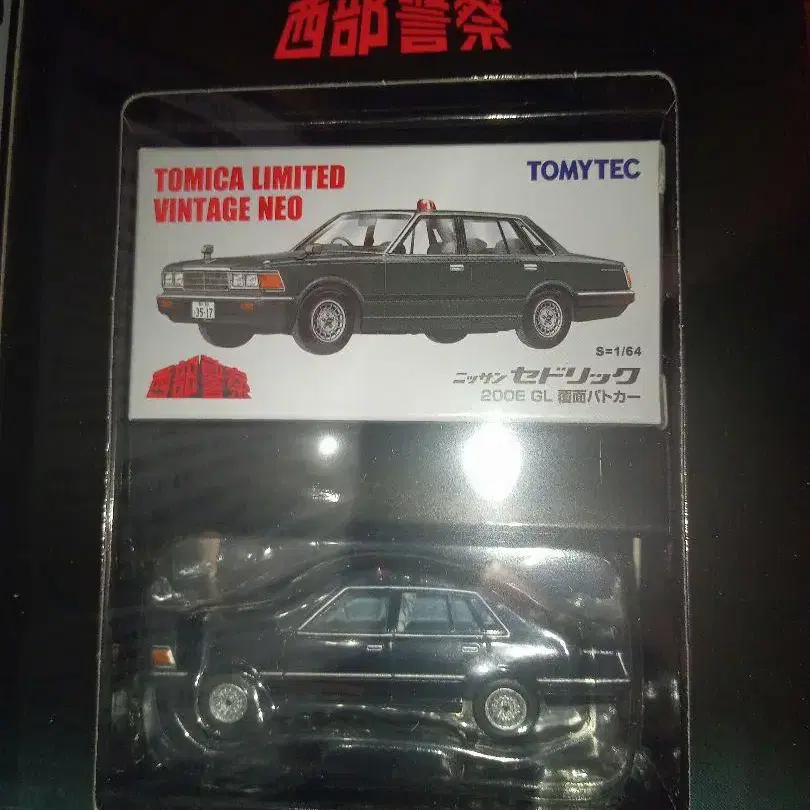 西部警察
TOMICA LIMITED
VINTAGE NEO
TOMYTEC
3517
S=1/64
西部警察
ニッサン セドリック
200E GL 覆面パトカー